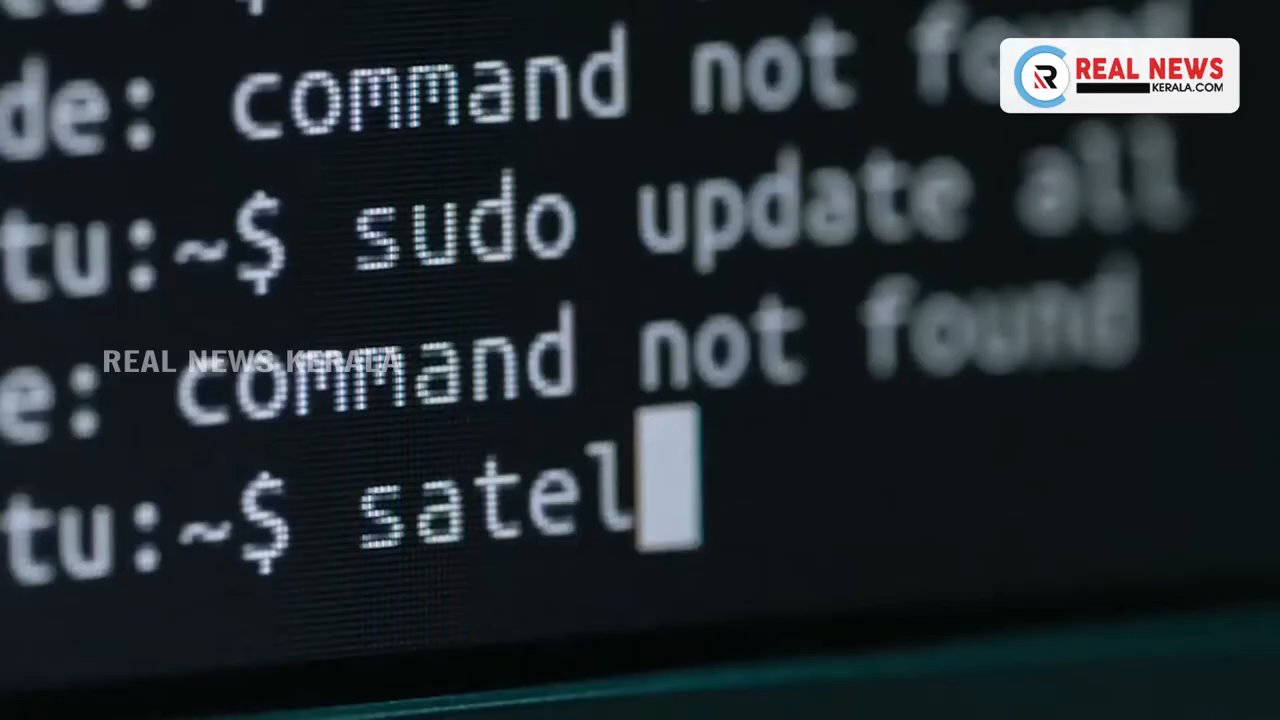 $
de: command not found
REAL NEWS
KERALA.COM
tu:~$ sudo update all
e: command not found
REAL NEWS KERALA
tu:~$ satel